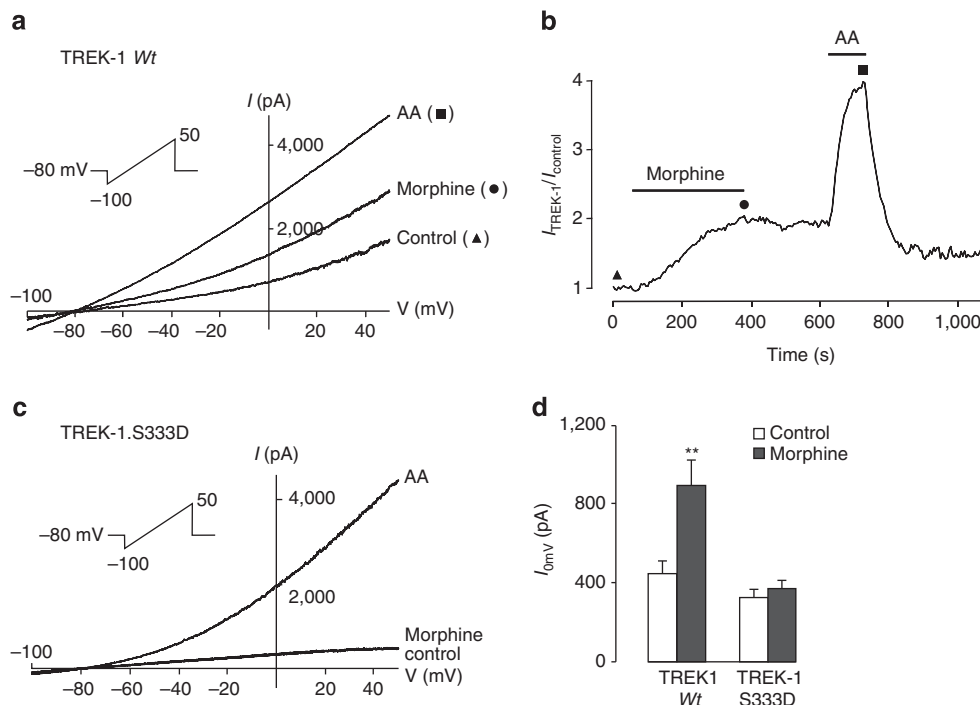 a
TREK-1 Wt
I (pA)
AA (■)
50
4,000
–80 mV
–100
Morphine (●)
2,000
Control (▲)
–100
V (mV)
–80 –60 –40 –20 20 40
b
AA
4
3
2
1
I TREK-1/I control
Morphine
0 200 400 600 800 1,000
Time (s)
c
TREK-1.S333D
I (pA)
AA
50
4,000
–80 mV
–100
2,000
Morphine
control
–100
V (mV)
–80 –60 –40 –20 20 40
d
1,200
800
400
0
I 0mV (pA)
Control
Morphine
**
TREK1
Wt
TREK-1
S333D